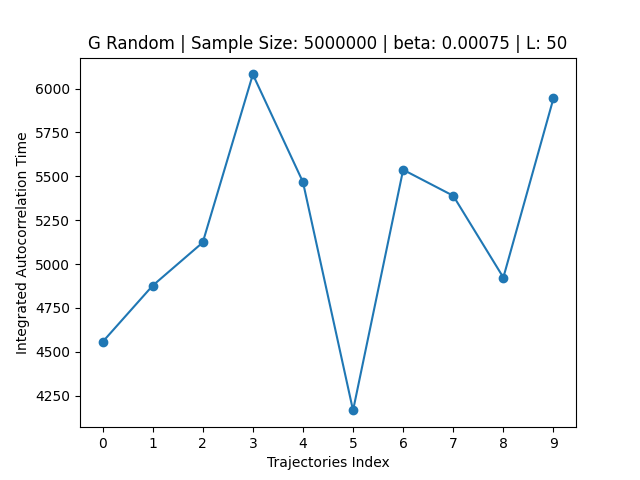 G Random | Sample Size: 5000000 | beta: 0.00075 | L: 50
Integrated Autocorrelation Time
6000
5750
5500
5250
5000
4750
4500
4250
0 1 2 3 4 5 6 7 8 9
Trajectories Index